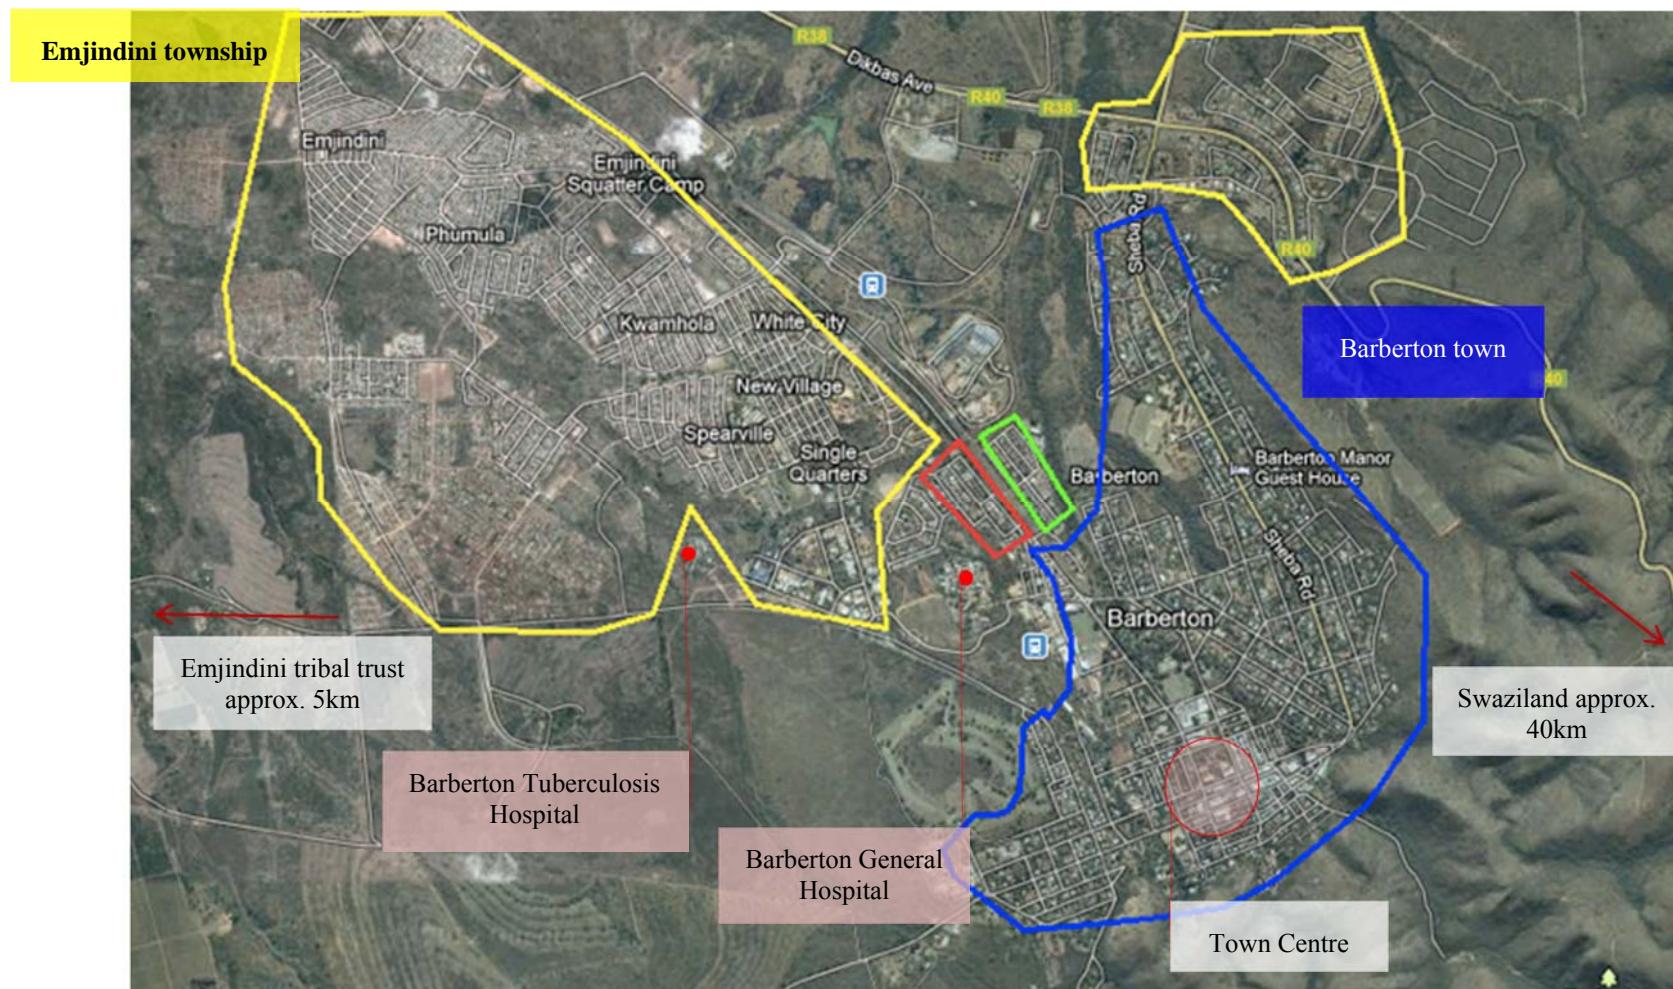 Emjindini township
R38
Dikbas Ave
R40
R38
Emjindini
Emjindini
Squatter Camp
Phumula
Sheba Rd
R40
Kwamhola
White City
Barberton town
New Village
40
Spearville
Single
Quarters
Barberton
Barberton Manor
Guest House
Sheba Rd
Barberton
Emjindini tribal trust
approx. 5km
Swaziland approx.
40km
Barberton Tuberculosis
Hospital
Barberton General
Hospital
Town Centre